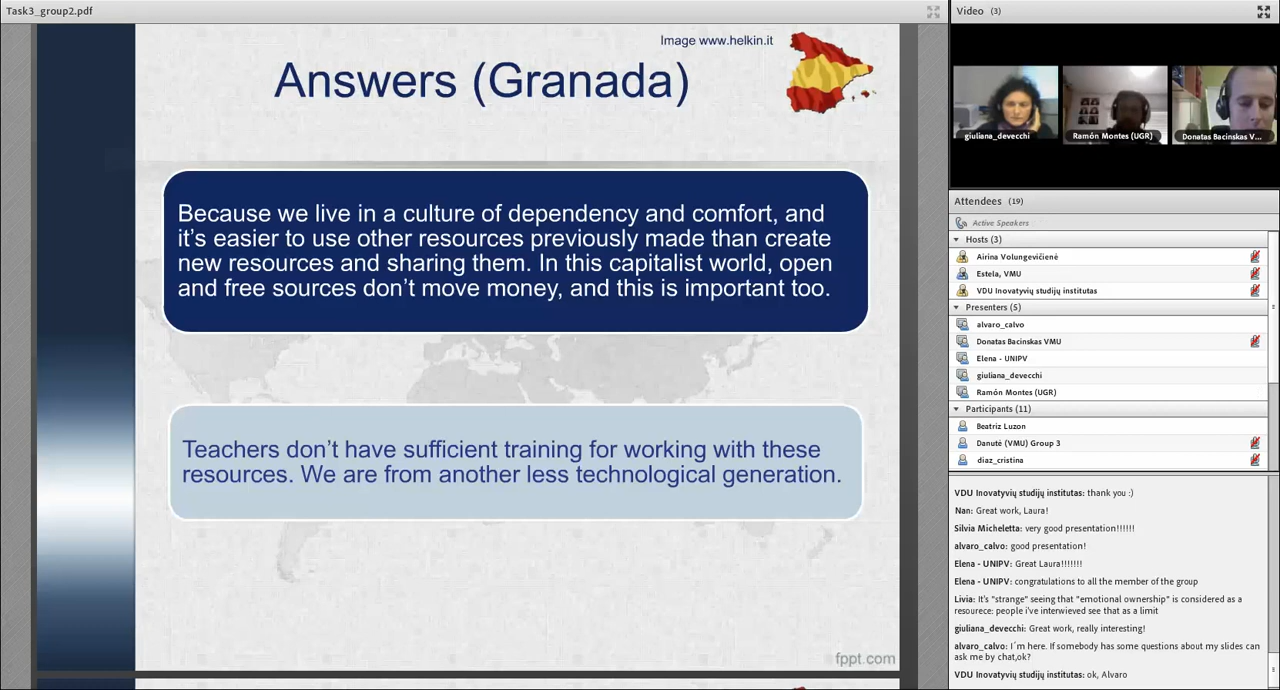 Task3_group2.pdf
Image www.helkin.it
Answers (Granada)
Because we live in a culture of dependency and comfort, and
it’s easier to use other resources previously made than create
new resources and sharing them. In this capitalist world, open
and free sources don’t move money, and this is important too.
Teachers don’t have sufficient training for working with these
resources. We are from another less technological generation.
fppt.com
Video (3)
giuliana_devecchi
Ramón Montes (UGR)
Donatas Bacinskas V...
Attendees (19)
Active Speakers
Hosts (3)
Airina Volungevičienė
Estela, VMU
VDU Inovatyvių studijų institutas
Presenters (5)
alvaro_calvo
Donatas Bacinskas VMU
Elena - UNIPV
giuliana_devecchi
Ramón Montes (UGR)
Participants (11)
Beatriz Luzon
Danutė (VMU) Group 3
diaz_cristina
VDU Inovatyvių studijų institutas: thank you :)
Nan: Great work, Laura!
Silvia Micheletta: very good presentation!!!!!!
alvaro_calvo: good presentation!
Elena - UNIPV: Great Laura!!!!!!!
Elena - UNIPV: congratulations to all the member of the group
Livia: It's "strange" seeing that "emotional ownership" is considered as a
resourece: people i've interwieved see that as a limit
giuliana_devecchi: Great work, really interesting!
alvaro_calvo: I´m here. If somebody has some questions about my slides can
ask me by chat,ok?
VDU Inovatyvių studijų institutas: ok, Alvaro